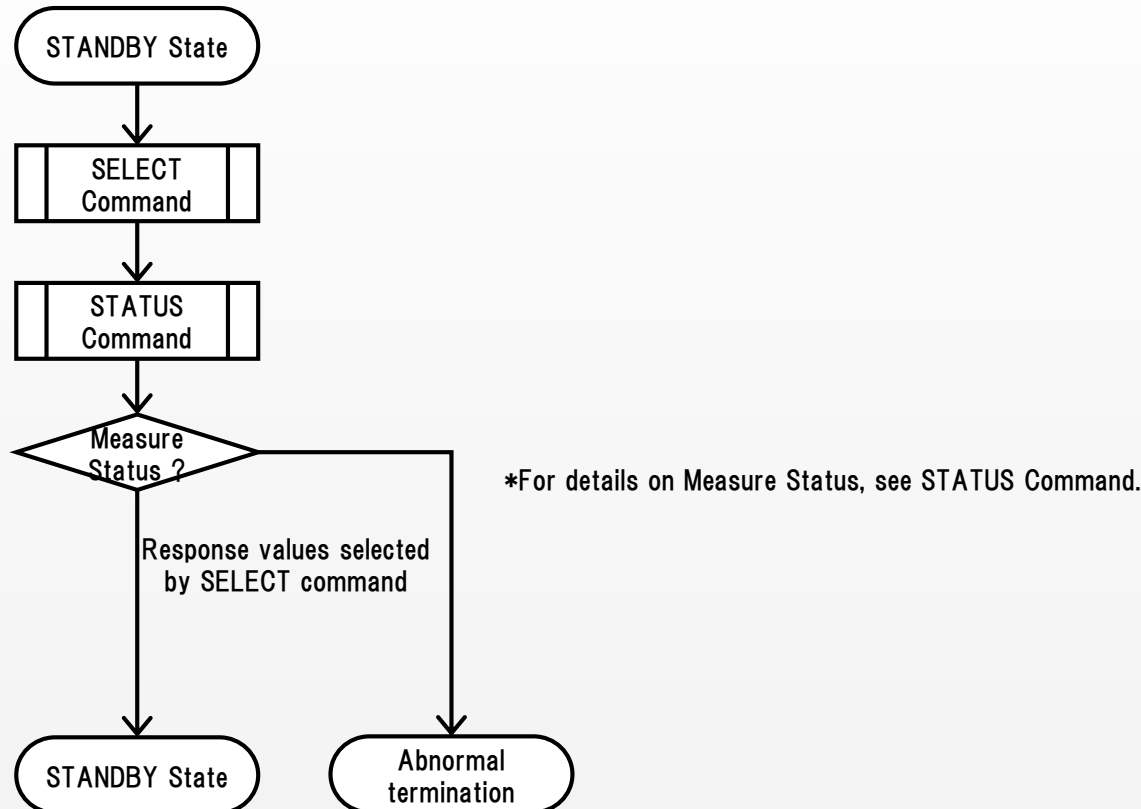 STANDBY State
SELECT
Command
STATUS
Command
Measure
Status ?
*For details on Measure Status, see STATUS Command.
Response values selected
by SELECT command
STANDBY State
Abnormal
termination